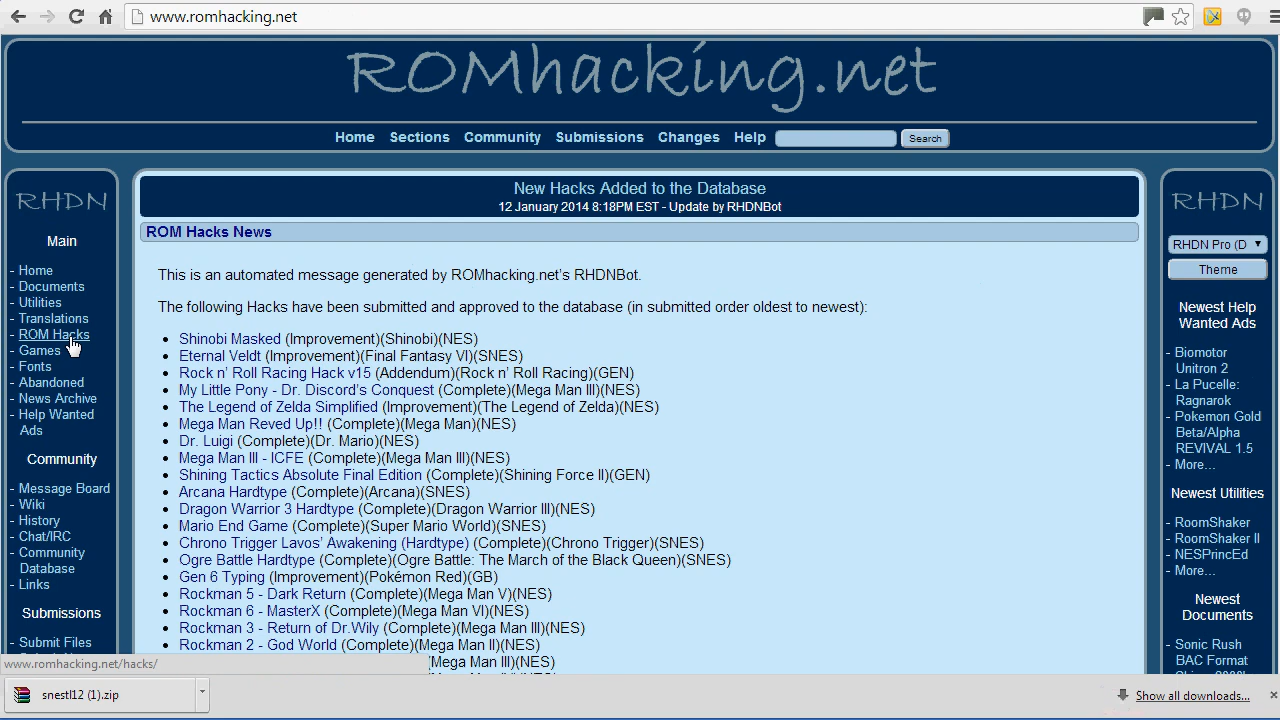 www.romhacking.net
ROMhacking.net
Home Sections Community Submissions Changes Help Search
RHDN
Main
- Home
- Documents
- Utilities
- Translations
- ROM Hacks
- Games
- Fonts
- Abandoned
- News Archive
- Help Wanted
Ads
Community
- Message Board
- Wiki
- History
- Chat/IRC
- Community
Database
- Links
Submissions
- Submit Files
New Hacks Added to the Database
12 January 2014 8:18PM EST - Update by RHDNBot
ROM Hacks News
This is an automated message generated by ROMhacking.net's RHDNBot.
The following Hacks have been submitted and approved to the database (in submitted order oldest to newest):
• Shinobi Masked (Improvement)(Shinobi)(NES)
• Eternal Veldt (Improvement)(Final Fantasy VI)(SNES)
• Rock n' Roll Racing Hack v15 (Addendum)(Rock n' Roll Racing)(GEN)
• My Little Pony - Dr. Discord's Conquest (Complete)(Mega Man III)(NES)
• The Legend of Zelda Simplified (Improvement)(The Legend of Zelda)(NES)
• Mega Man Reved Up!! (Complete)(Mega Man)(NES)
• Dr. Luigi (Complete)(Dr. Mario)(NES)
• Mega Man III - ICFE (Complete)(Mega Man III)(NES)
• Shining Tactics Absolute Final Edition (Complete)(Shining Force II)(GEN)
• Arcana Hardtype (Complete)(Arcana)(SNES)
• Dragon Warrior 3 Hardtype (Complete)(Dragon Warrior III)(NES)
• Mario End Game (Complete)(Super Mario World)(SNES)
• Chrono Trigger Lavos' Awakening (Hardtype) (Complete)(Chrono Trigger)(SNES)
• Ogre Battle Hardtype (Complete)(Ogre Battle: The March of the Black Queen)(SNES)
• Gen 6 Typing (Improvement)(Pokémon Red)(GB)
• Rockman 5 - Dark Return (Complete)(Mega Man V)(NES)
• Rockman 6 - MasterX (Complete)(Mega Man VI)(NES)
• Rockman 3 - Return of Dr.Wily (Complete)(Mega Man III)(NES)
• Rockman 2 - God World (Complete)(Mega Man II)(NES)
(Mega Man III)(NES)
RHDN
RHDN Pro (D
Theme
Newest Help
Wanted Ads
- Biomotor
Unitron 2
- La Pucelle:
Ragnarok
- Pokemon Gold
Beta/Alpha
REVIVAL 1.5
- More...
Newest Utilities
- RoomShaker
- RoomShaker II
- NESPrincEd
- More...
Newest
Documents
- Sonic Rush
BAC Format
www.romhacking.net/hacks/
snestl12 (1).zip
Show all downloads...